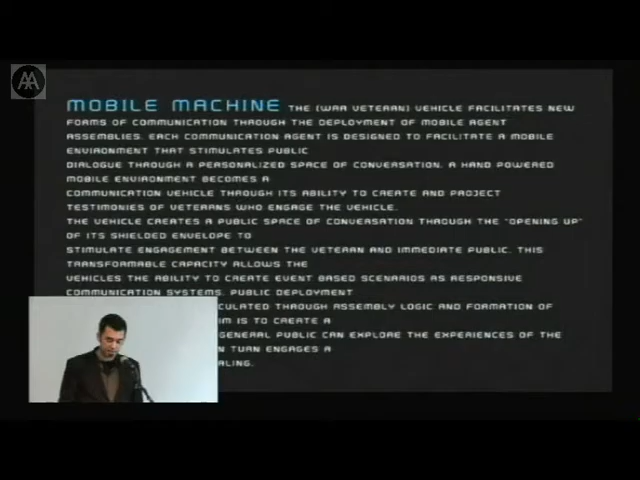 AA
MOBILE MACHINE THE (WAR VETERAN) VEHICLE FACILITATES NEW
FORMS OF COMMUNICATION THROUGH THE DEPLOYMENT OF MOBILE AGENT
ASSEMBLIES. EACH COMMUNICATION AGENT IS DESIGNED TO FACILITATE A MOBILE
ENVIRONMENT THAT STIMULATES PUBLIC
DIALOGUE THROUGH A PERSONALIZED SPACE OF CONVERSATION. A HAND POWERED
MOBILE ENVIRONMENT BECOMES A
COMMUNICATION VEHICLE THROUGH ITS ABILITY TO CREATE AND PROJECT
TESTIMONIES OF VETERANS WHO ENGAGE THE VEHICLE.
THE VEHICLE CREATES A PUBLIC SPACE OF CONVERSATION THROUGH THE "OPENING UP"
OF ITS SHIELDED ENVELOPE TO
STIMULATE ENGAGEMENT BETWEEN THE VETERAN AND IMMEDIATE PUBLIC. THIS
TRANSFORMABLE CAPACITY ALLOWS THE
VEHICLES THE ABILITY TO CREATE EVENT BASED SCENARIOS AS RESPONSIVE
COMMUNICATION SYSTEMS. PUBLIC DEPLOYMENT
CULATED THROUGH ASSEMBLY LOGIC AND FORMATION OF
IM IS TO CREATE A
GENERAL PUBLIC CAN EXPLORE THE EXPERIENCES OF THE
N TURN ENGAGES A
ALING.